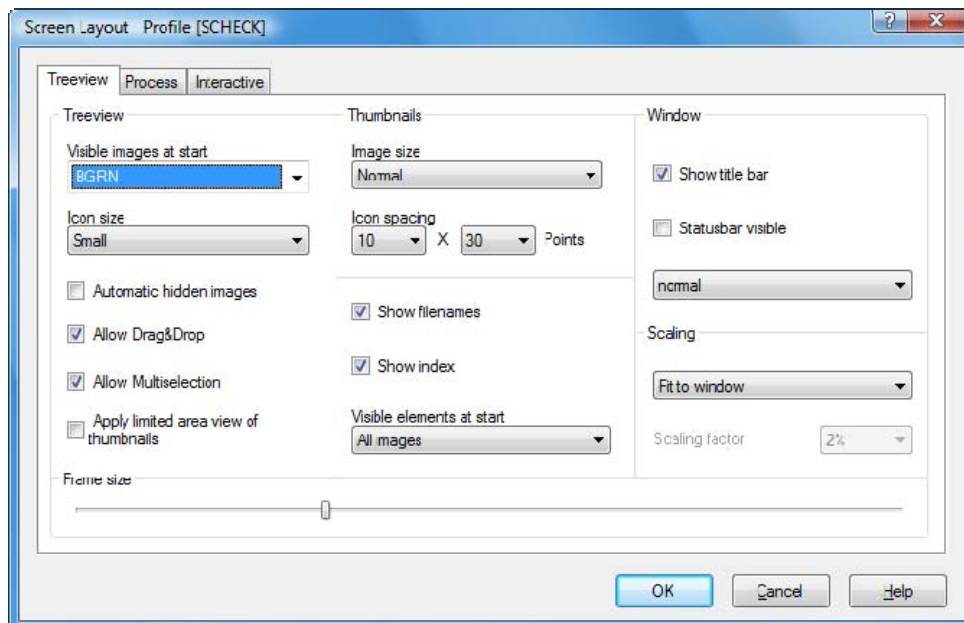 Screen Layout Profile [SCHECK]
Treeview
Process
Interactive
Treeview
Visible images at start
BGRN
Icon size
Small
Automatic hidden images
Allow Drag&Drop
Allow Multiselection
Apply limited area view of
thumbnails
Thumbnails
Image size
Normal
Icon spacing
10 X 30 Points
Show filenames
Show index
Visible elements at start
All images
Window
Show title bar
Statusbar visible
normal
Scaling
Fit to window
Scaling factor 2%
Frame size
OK
Cancel
Help